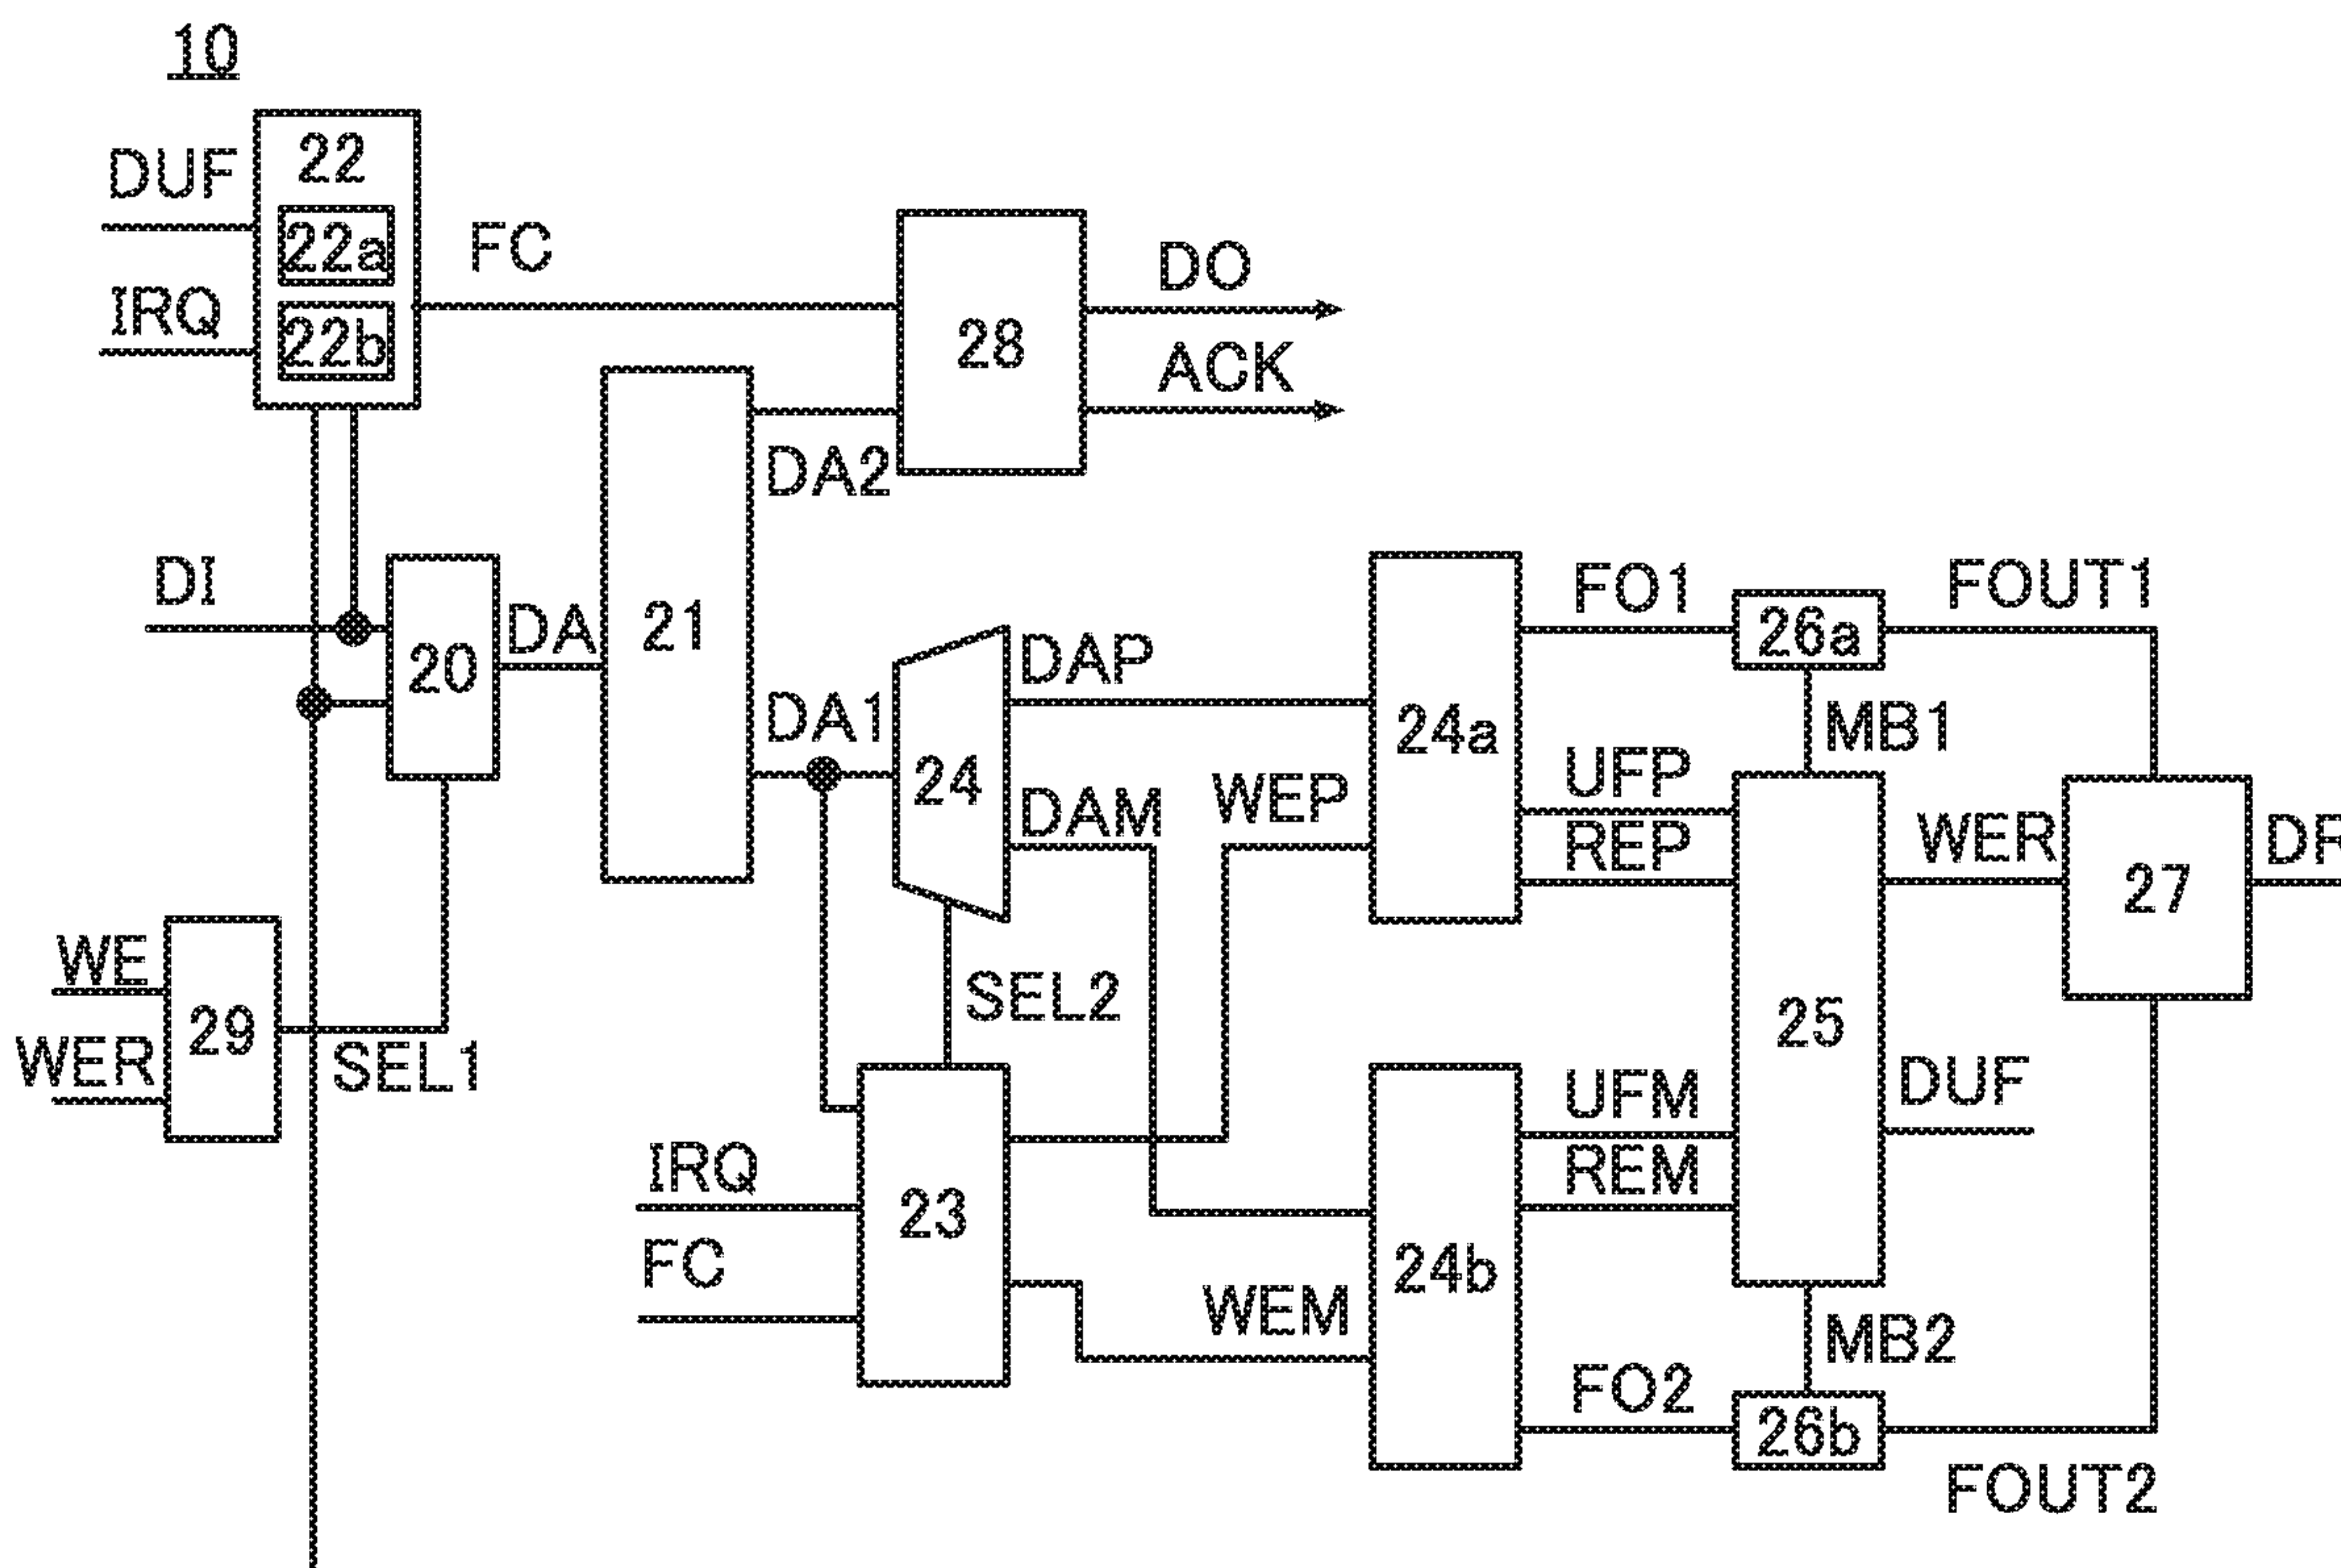 10
DUF
22
22a
IRQ
22b
FC
28
DO
ACK
DA2
DI
20
DA
21
DA1
24
DAP
DAM
24a
WEP
FO1
26a
FOUT1
MB1
UFP
REP
WER
27
DR
WE
WER
29
SEL1
SEL2
25
UFM
REM
DUF
IRQ
FC
23
WEM
24b
MB2
FO2
26b
FOUT2